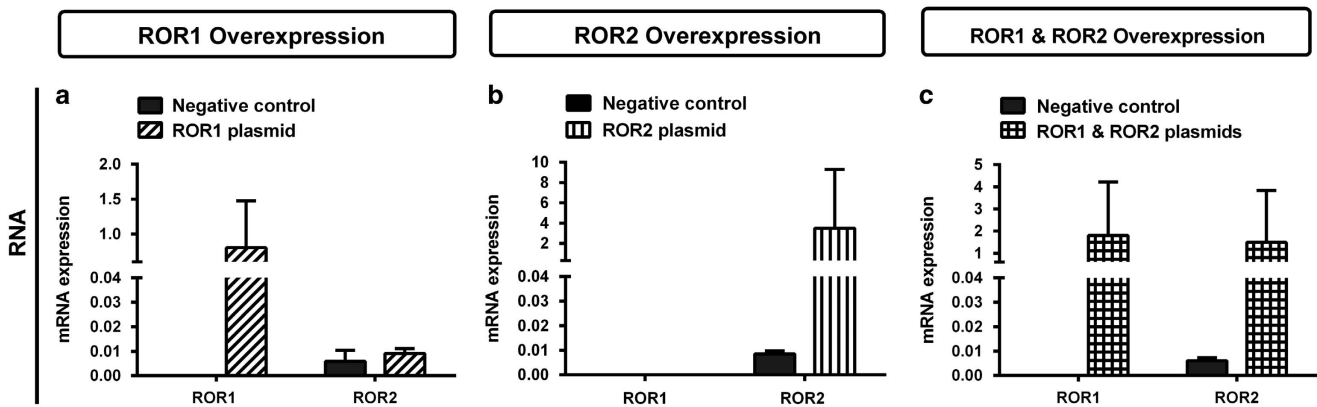 ROR1 Overexpression
ROR2 Overexpression
ROR1 & ROR2 Overexpression
RNA
a
Negative control
ROR1 plasmid
mRNA expression
2.0
1.5
1.0
0.5
0.04
0.03
0.02
0.01
0.00
ROR1
ROR2
b
Negative control
ROR2 plasmid
mRNA expression
10
8
6
4
2
0.04
0.03
0.02
0.01
0.00
ROR1
ROR2
c
Negative control
ROR1 & ROR2 plasmids
mRNA expression
5
4
3
2
1
0.04
0.03
0.02
0.01
0.00
ROR1
ROR2